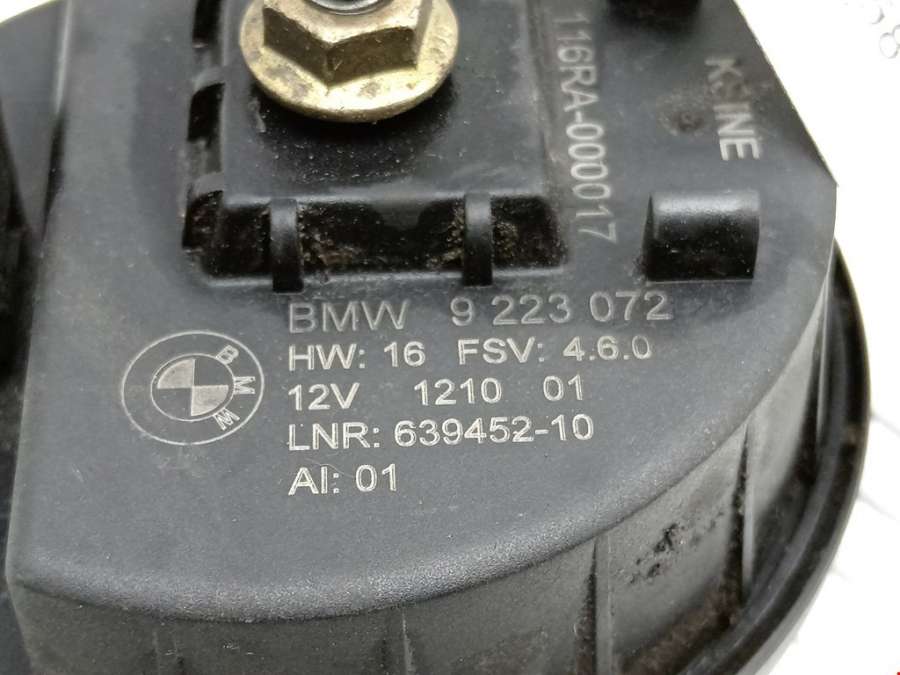 116RA-000017
BMW 9 223 072
HW: 16 FSV: 4.6.0
12V 1210 01
LNR: 639452-10
AI: 01
BMW